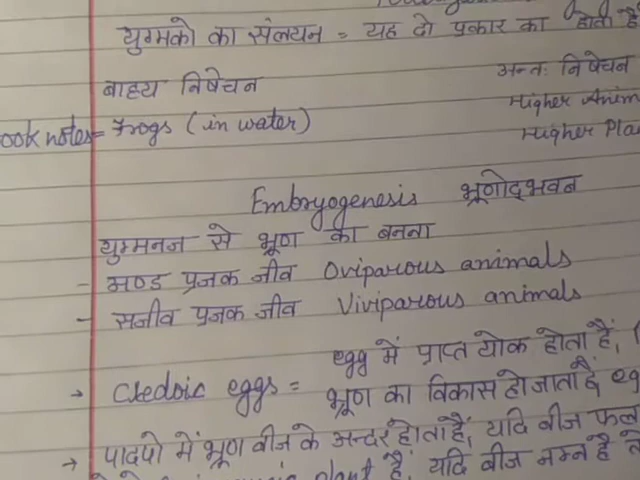 युग्मको का संलयन = यह दो प्रकार का होता है
बाह्य निषेचन
अन्तः निषेचन
Higher Anim
ook notes = Frogs (in water)
Higher Pla
Embryogenesis भ्रूणोद्भवन
युग्मनज से भ्रूण का बनना
- अण्ड प्रजक जीव Oviparous animals
- सजीव प्रजक जीव Viviparous animals
egg में प्राप्त योक होता है,
→ Cledoic eggs = भ्रूण का विकास हो जाता है eg
→ पादपो में भ्रूण बीज के अन्दर होता है, यदि बीज फल
plant है, यदि बीज नग्न है